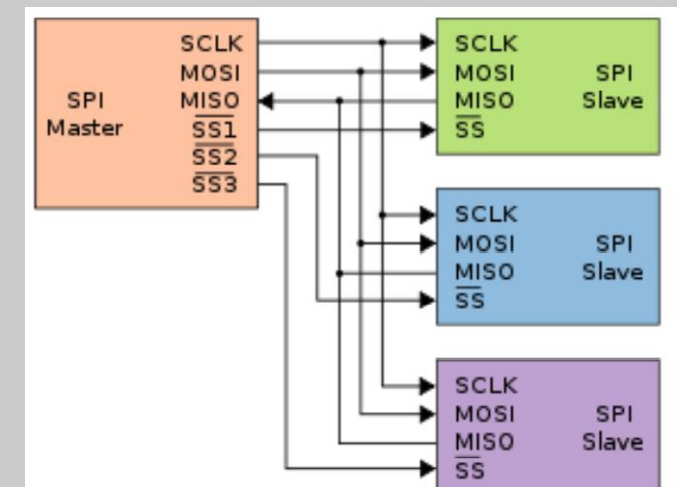 SCLK
MOSI
SPI MISO
Master SS1
SS2
SS3
SCLK
MOSI SPI
MISO Slave
SS
SCLK
MOSI SPI
MISO Slave
SS
SCLK
MOSI SPI
MISO Slave
SS